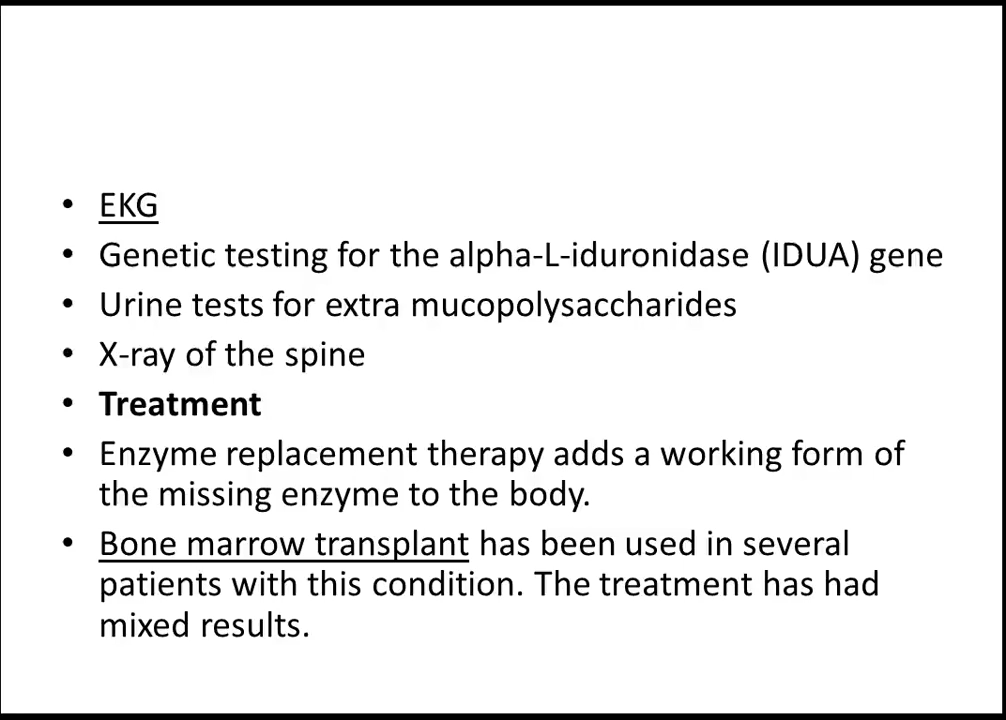 • EKG
• Genetic testing for the alpha-L-iduronidase (IDUA) gene
• Urine tests for extra mucopolysaccharides
• X-ray of the spine
• Treatment
• Enzyme replacement therapy adds a working form of
the missing enzyme to the body.
• Bone marrow transplant has been used in several
patients with this condition. The treatment has had
mixed results.